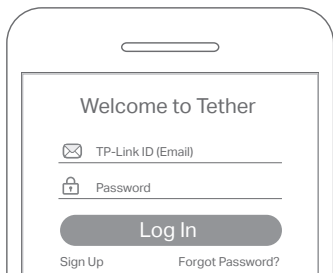 Welcome to Tether
TP-Link ID (Email)
Password
Log In
Sign Up Forgot Password?